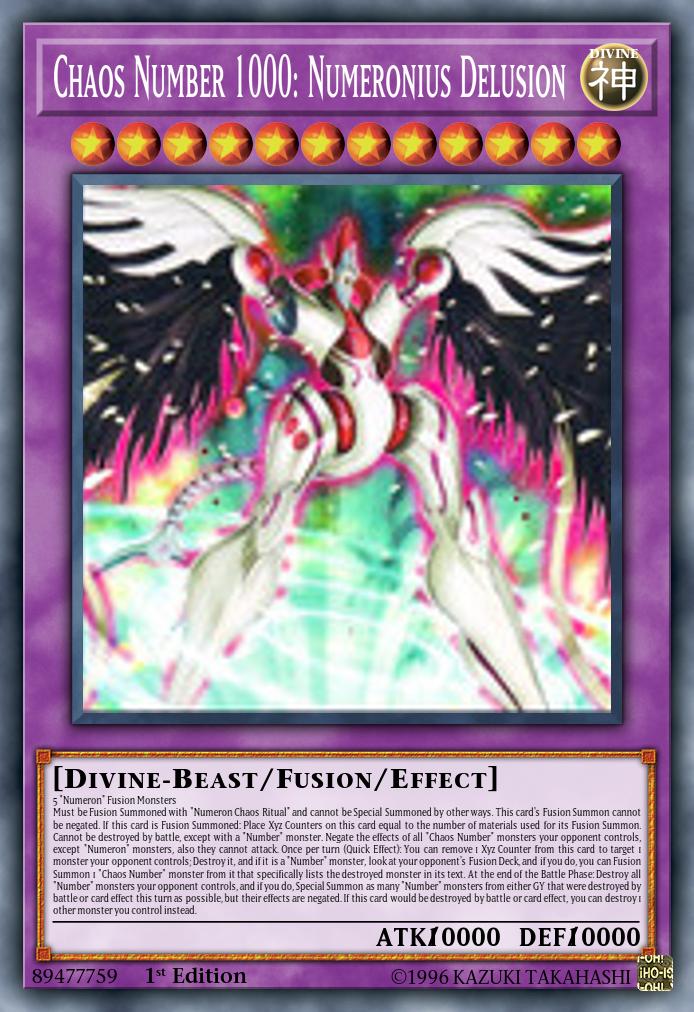 Chaos Number 1000: Numeronius Delusion
DIVINE
神
[Divine-Beast/Fusion/Effect]
5 "Numeron" Fusion Monsters
Must be Fusion Summoned with "Numeron Chaos Ritual" and cannot be Special Summoned by other ways. This card's Fusion Summon cannot
be negated. If this card is Fusion Summoned: Place Xyz Counters on this card equal to the number of materials used for its Fusion Summon.
Cannot be destroyed by battle, except with a "Number" monster. Negate the effects of all "Chaos Number" monsters your opponent controls,
except "Numeron" monsters, also they cannot attack. Once per turn (Quick Effect): You can remove 1 Xyz Counter from this card to target 1
monster your opponent controls; Destroy it, and if it is a "Number" monster, look at your opponent's Fusion Deck, and if you do, you can Fusion
Summon 1 "Chaos Number" monster from it that specifically lists the destroyed monster in its text. At the end of the Battle Phase: Destroy all
"Number" monsters your opponent controls, and if you do, Special Summon as many "Number" monsters from either GY that were destroyed by
battle or card effect this turn as possible, but their effects are negated. If this card would be destroyed by battle or card effect, you can destroy 1
other monster you control instead.
ATK/10000 DEF/10000
89477759 1st Edition ©1996 KAZUKI TAKAHASHI